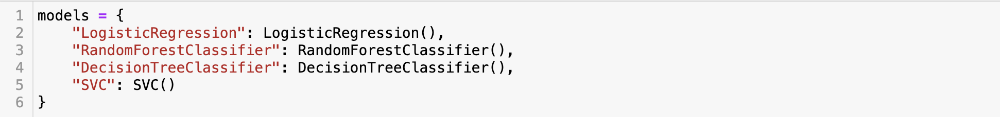 1 models = {
2     "LogisticRegression": LogisticRegression(),
3     "RandomForestClassifier": RandomForestClassifier(),
4     "DecisionTreeClassifier": DecisionTreeClassifier(),
5     "SVC": SVC()
6 }